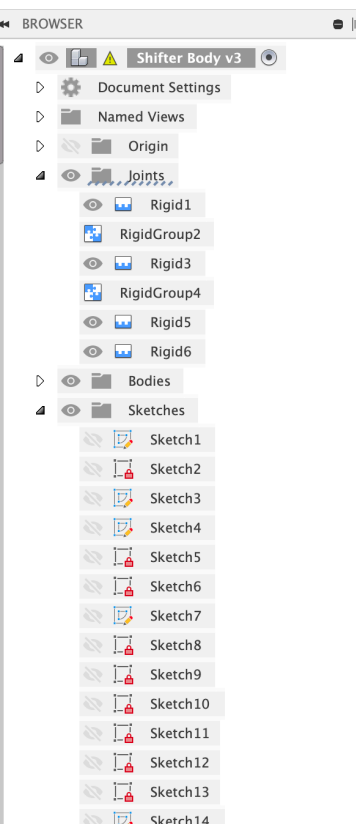 BROWSER
Shifter Body v3
Document Settings
Named Views
Origin
Joints
Rigid1
RigidGroup2
Rigid3
RigidGroup4
Rigid5
Rigid6
Bodies
Sketches
Sketch1
Sketch2
Sketch3
Sketch4
Sketch5
Sketch6
Sketch7
Sketch8
Sketch9
Sketch10
Sketch11
Sketch12
Sketch13
Sketch14